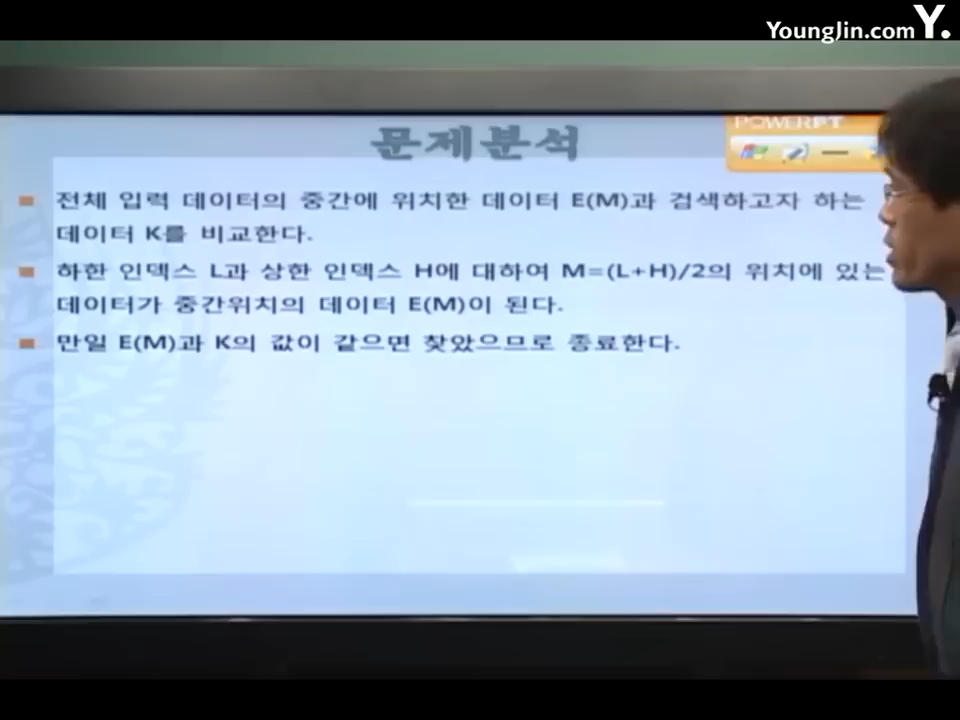 YoungJin.com Y.
POWERPT
문제분석
전체 입력 데이터의 중간에 위치한 데이터 E(M)과 검색하고자 하는
데이터 K를 비교한다.
하한 인덱스 L과 상한 인덱스 H에 대하여 M=(L+H)/2의 위치에 있는
데이터가 중간위치의 데이터 E(M)이 된다.
만일 E(M)과 K의 값이 같으면 찾았으므로 종료한다.